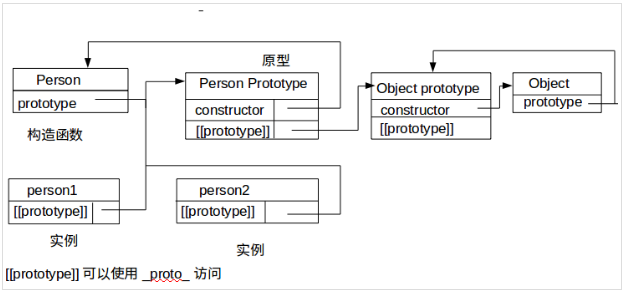 原型
Person
prototype
构造函数
Person Prototype
constructor
[[prototype]]
Object prototype
constructor
[[prototype]]
Object
prototype
person1
[[prototype]]
实例
person2
[[prototype]]
实例
[[prototype]] 可以使用 _proto_ 访问